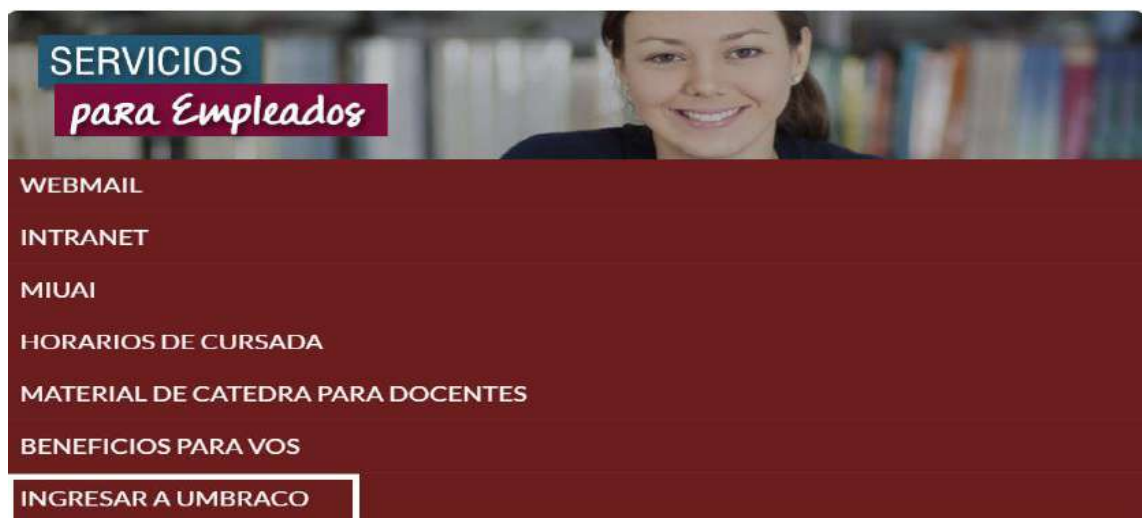 SERVICIOS
paRa Empleados
WEBMAIL
INTRANET
MIUAI
HORARIOS DE CURSADA
MATERIAL DE CATEDRA PARA DOCENTES
BENEFICIOS PARA VOS
INGRESAR A UMBRACO